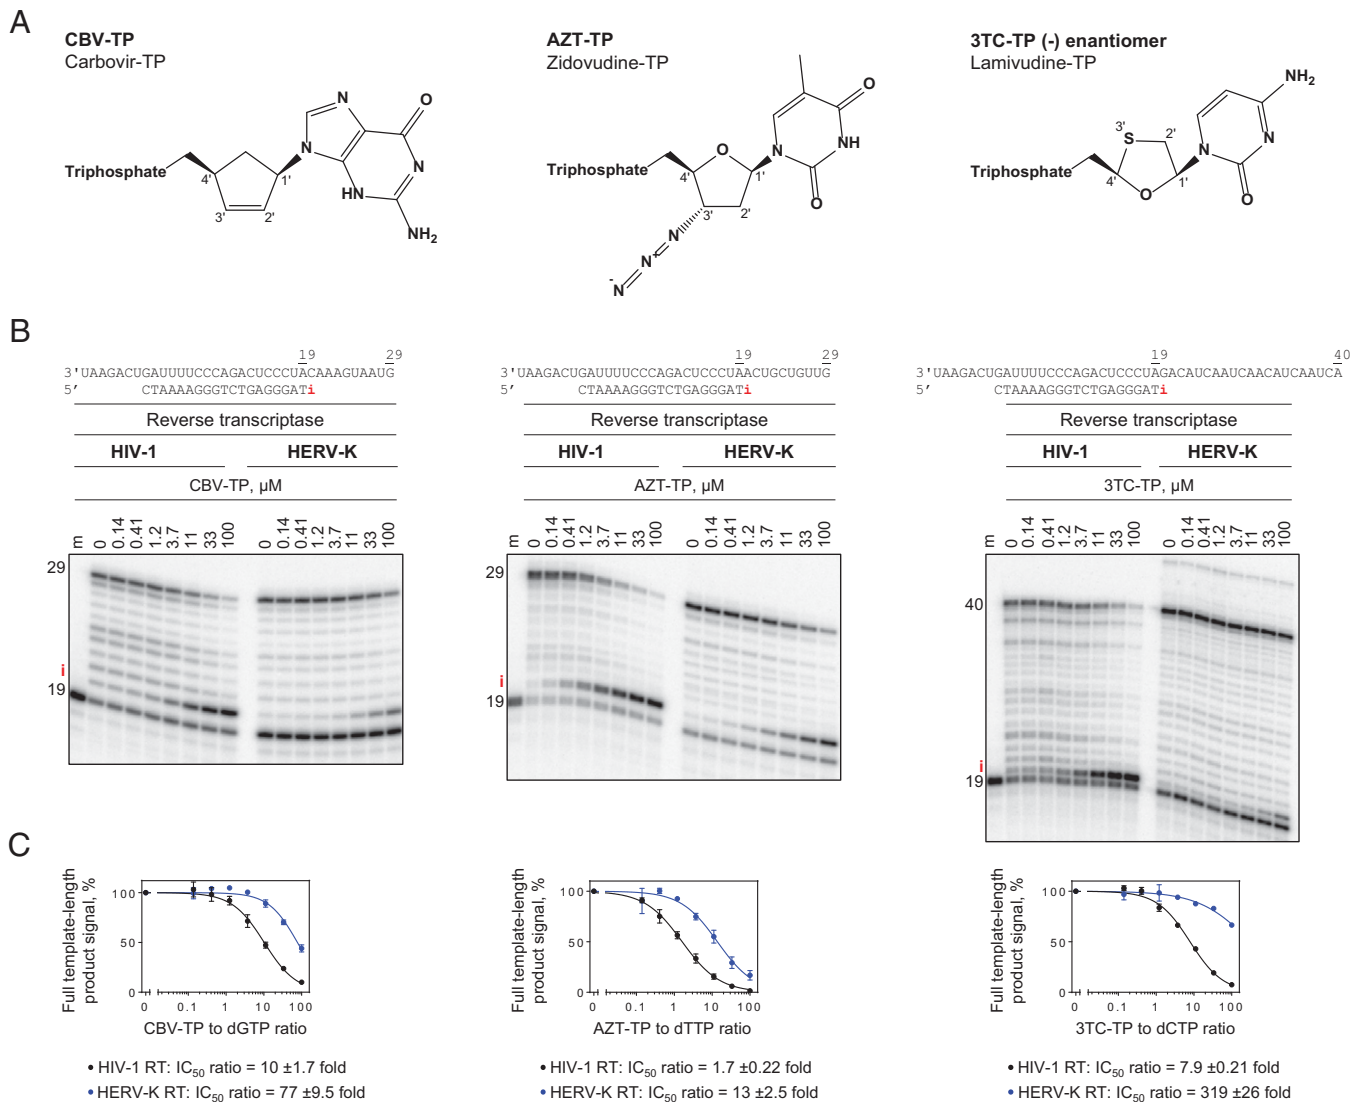 A
CBV-TP
Carbovir-TP
AZT-TP
Zidovudine-TP
3TC-TP (-) enantiomer
Lamivudine-TP
Triphosphate
4'
3'
2'
1'
N
N
O
N
HN
NH2
Triphosphate
4'
3'
2'
1'
O
N
N+
-N
N
O
NH
O
Triphosphate
3'
S
2'
4'
O
1'
N
N
NH2
O
B
19 29
3'UAAGACUGAUUUUCCCAGACUCCCUACAAAGUAAUG
5' CTAAAAGGGTCTGAGGGATi
Reverse transcriptase
HIV-1 HERV-K
CBV-TP, µM
m 0 0.14 0.41 1.2 3.7 11 33 100 0 0.14 0.41 1.2 3.7 11 33 100
29
i
19
19 29
3'UAAGACUGAUUUUCCCAGACUCCCUAACUGCUGUUG
5' CTAAAAGGGTCTGAGGGATi
Reverse transcriptase
HIV-1 HERV-K
AZT-TP, µM
m 0 0.14 0.41 1.2 3.7 11 33 100 0 0.14 0.41 1.2 3.7 11 33 100
29
i
19
19 40
3'UAAGACUGAUUUUCCCAGACUCCCUAGACAUCAAUCAACAUCAAUCA
5' CTAAAAGGGTCTGAGGGATi
Reverse transcriptase
HIV-1 HERV-K
3TC-TP, µM
m 0 0.14 0.41 1.2 3.7 11 33 100 0 0.14 0.41 1.2 3.7 11 33 100
40
i
19
C
Full template-length
product signal, %
100
50
0
0 0.1 1 10 100
CBV-TP to dGTP ratio
HIV-1 RT: IC50 ratio = 10 ±1.7 fold
HERV-K RT: IC50 ratio = 77 ±9.5 fold
Full template-length
product signal, %
100
50
0
0 0.1 1 10 100
AZT-TP to dTTP ratio
HIV-1 RT: IC50 ratio = 1.7 ±0.22 fold
HERV-K RT: IC50 ratio = 13 ±2.5 fold
Full template-length
product signal, %
100
50
0
0 0.1 1 10 100
3TC-TP to dCTP ratio
HIV-1 RT: IC50 ratio = 7.9 ±0.21 fold
HERV-K RT: IC50 ratio = 319 ±26 fold